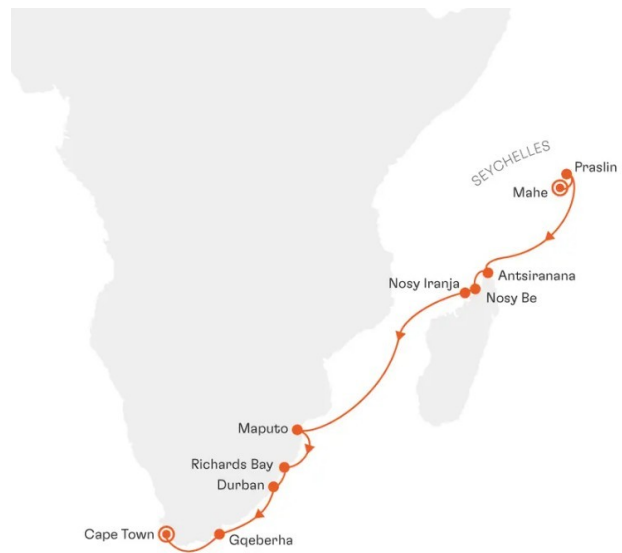 SEYCHELLES
Praslin
Mahe
Antsiranana
Nosy Iranja
Nosy Be
Maputo
Richards Bay
Durban
Cape Town
Gqeberha